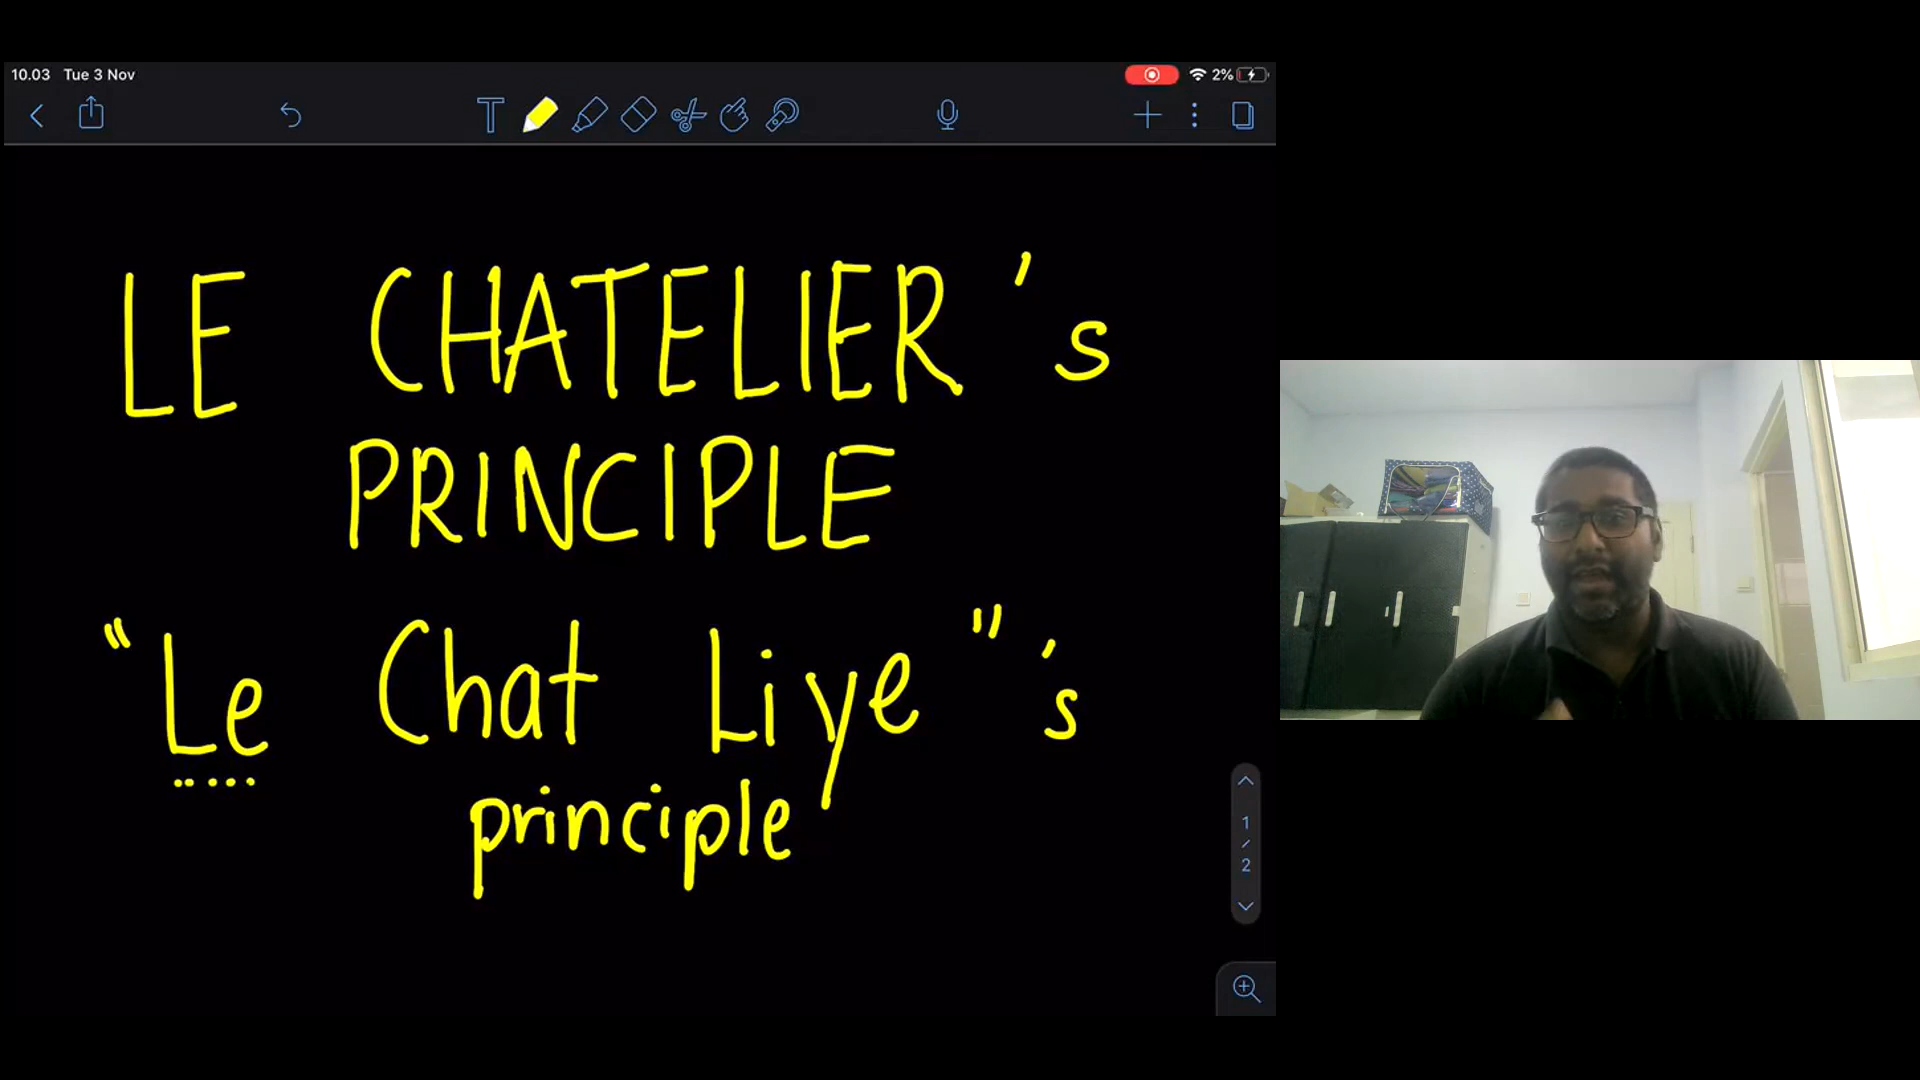 10.03 Tue 3 Nov 2%
T
LE CHATELIER's
PRINCIPLE
"Le Chat Liye"'s
principle
1
/
2